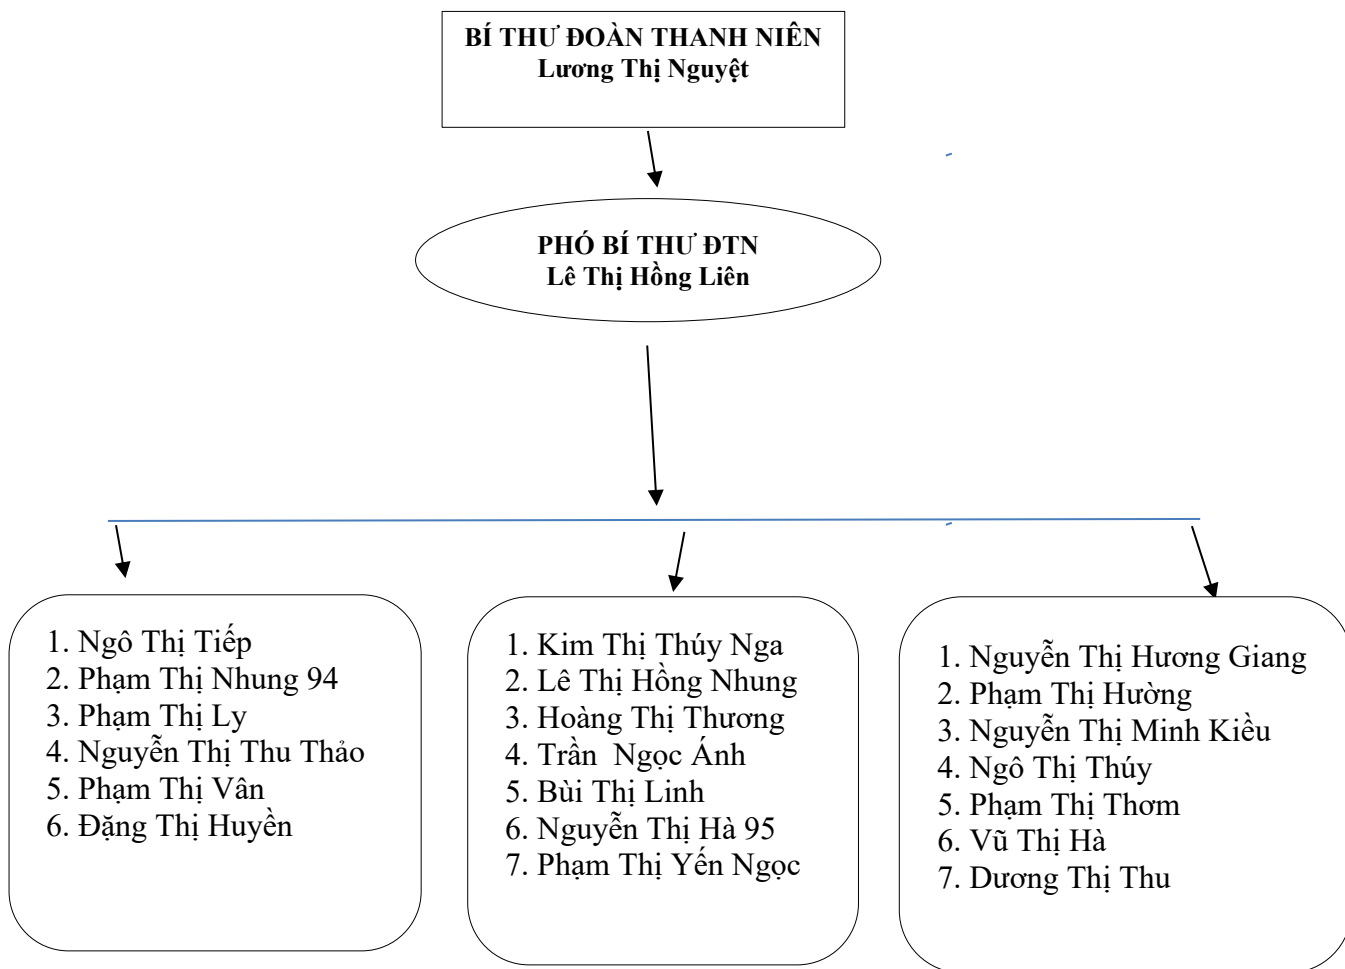 BÍ THƯ ĐOÀN THANH NIÊN
Lương Thị Nguyệt
PHÓ BÍ THƯ ĐTN
Lê Thị Hồng Liên
1. Ngô Thị Tiếp
2. Phạm Thị Nhung 94
3. Phạm Thị Ly
4. Nguyễn Thị Thu Thảo
5. Phạm Thị Vân
6. Đặng Thị Huyền
1. Kim Thị Thúy Nga
2. Lê Thị Hồng Nhung
3. Hoàng Thị Thương
4. Trần  Ngọc Ánh
5. Bùi Thị Linh
6. Nguyễn Thị Hà 95
7. Phạm Thị Yến Ngọc
1. Nguyễn Thị Hương Giang
2. Phạm Thị Hường
3. Nguyễn Thị Minh Kiều
4. Ngô Thị Thúy
5. Phạm Thị Thơm
6. Vũ Thị Hà
7. Dương Thị Thu